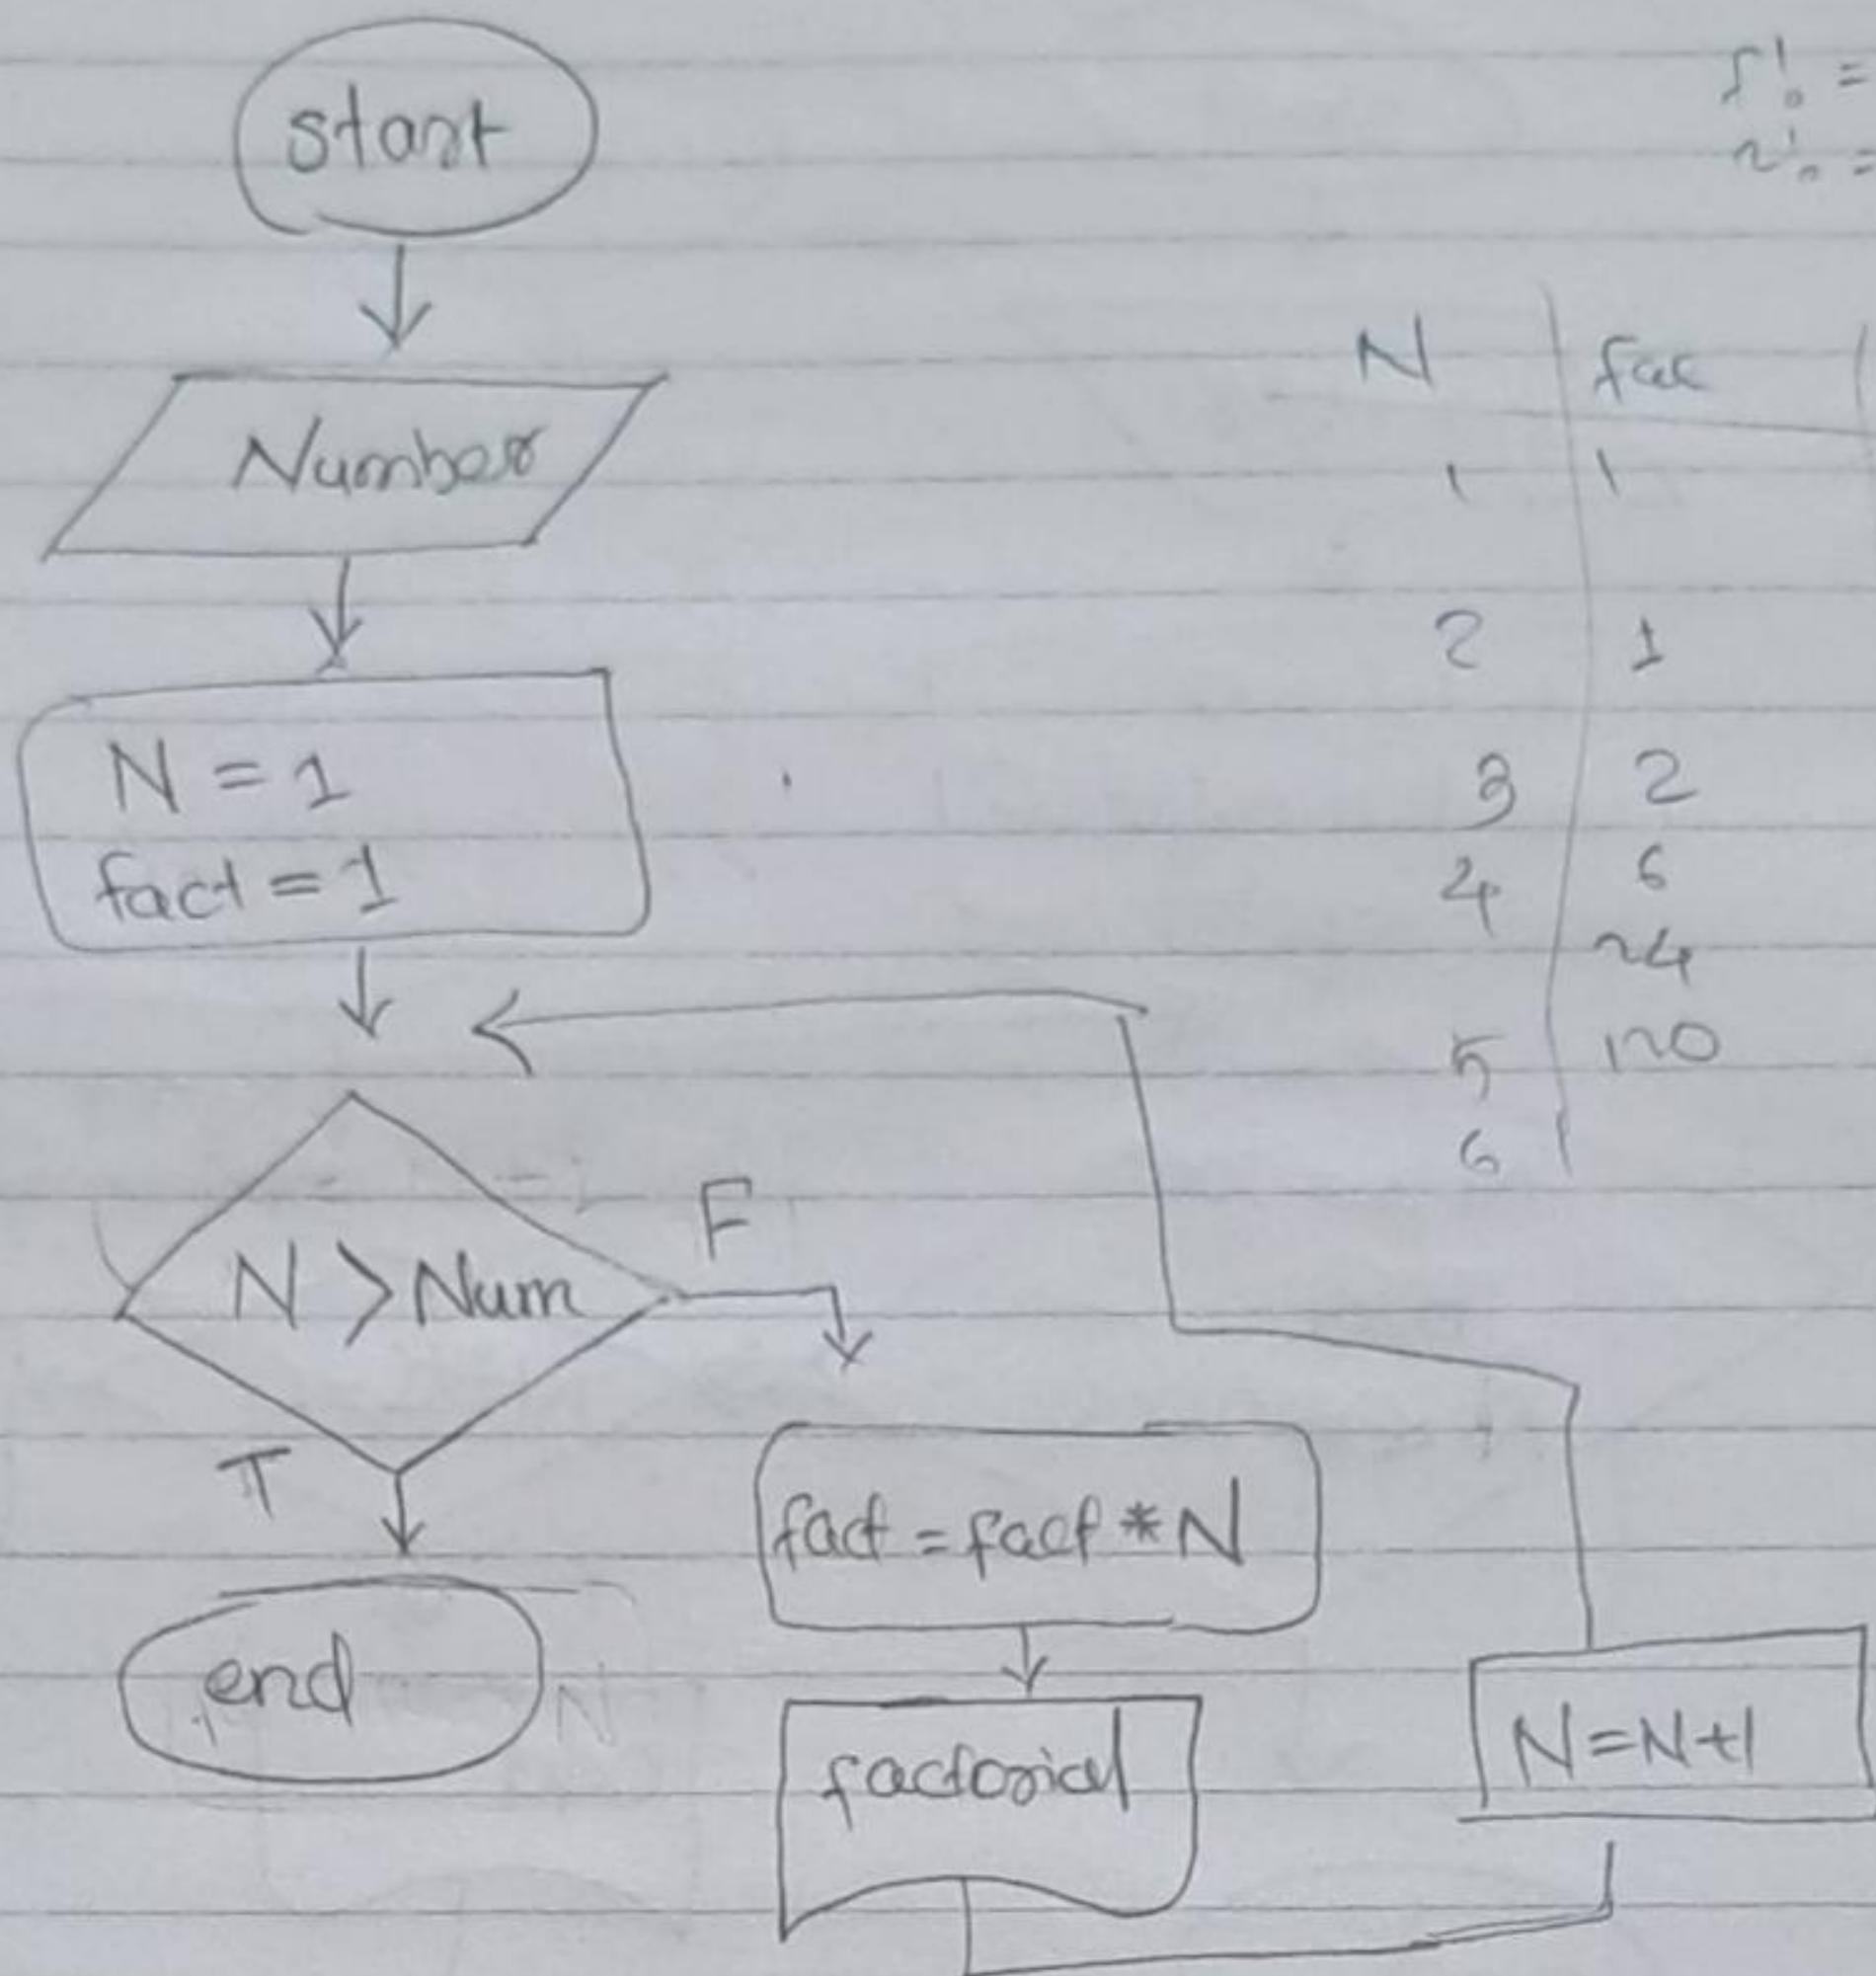 start
5! =
Number
N fac
1 1
N = 1
fact = 1
2 1
3 2
4 6
24
5 120
6
N > Num
F
T
fact = fact * N
end
N
factorial
N=N+1